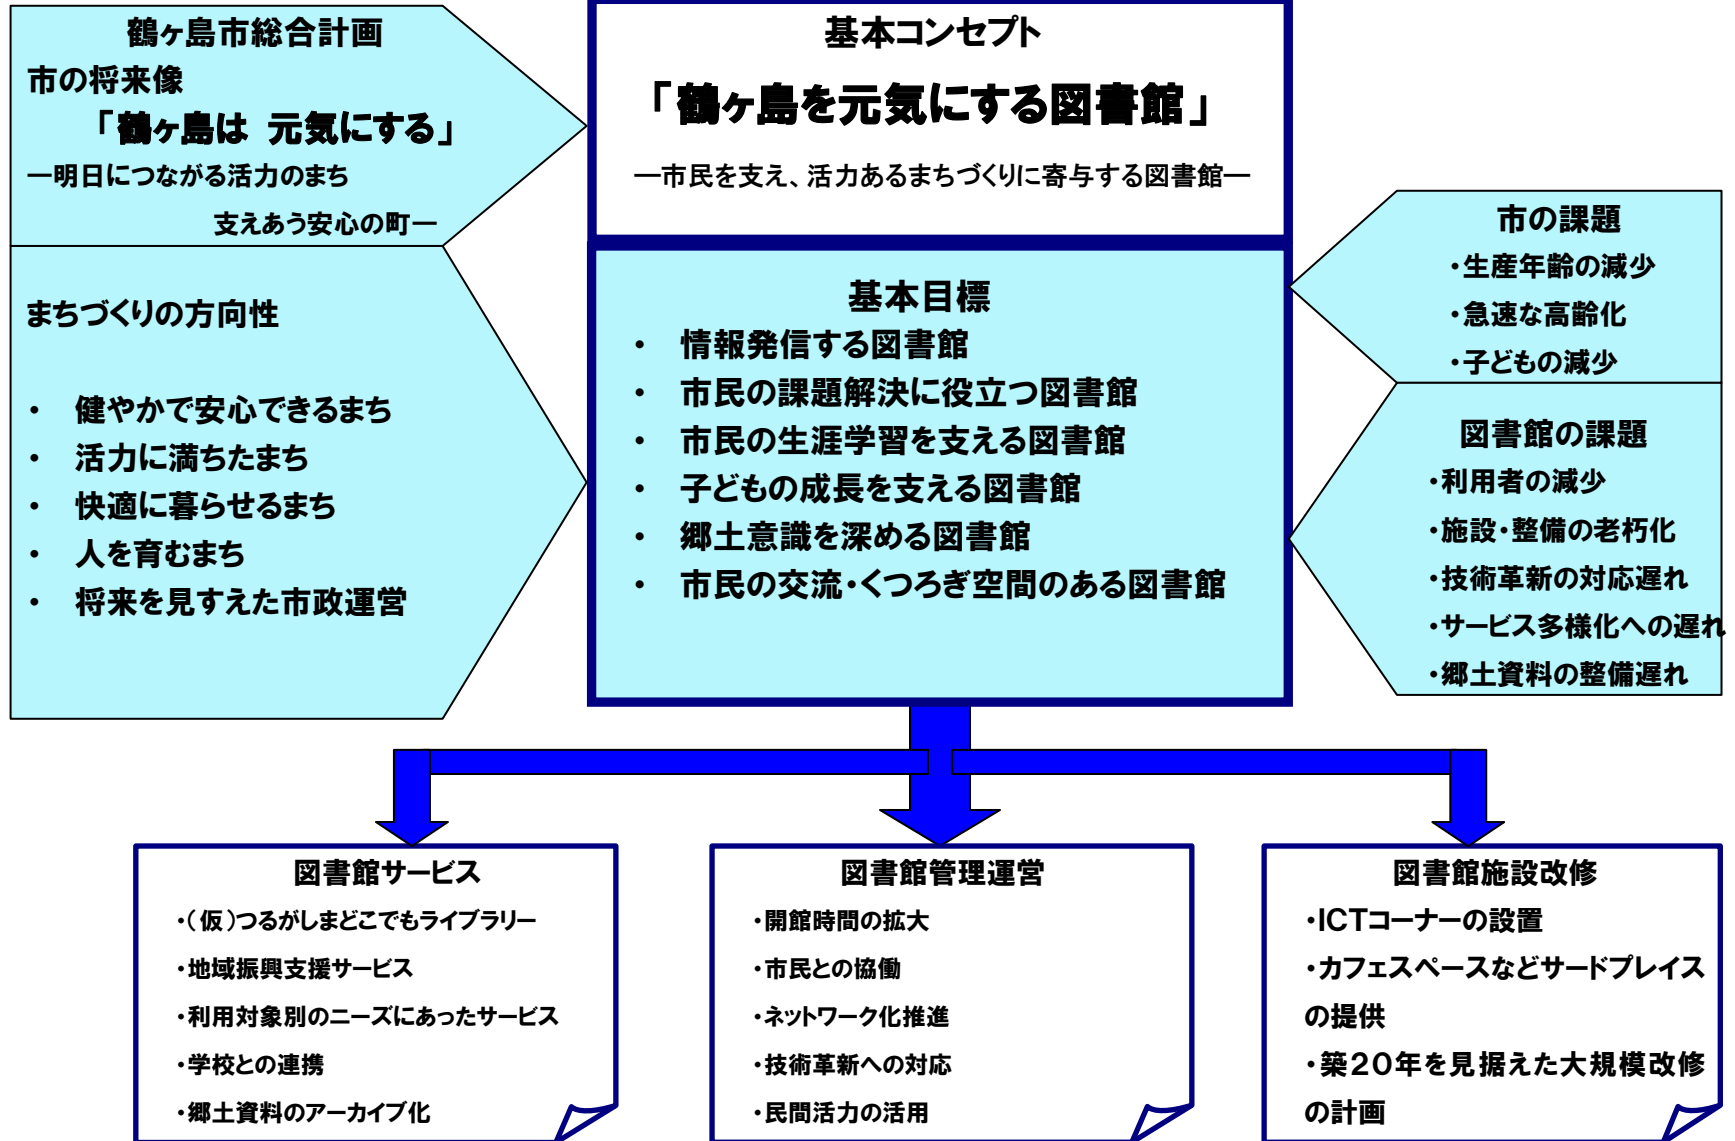 鶴ヶ島市総合計画
市の将来像
「鶴ヶ島は 元気にする」
―明日につながる活力のまち
支えあう安心の町―
まちづくりの方向性
・ 健やかで安心できるまち
・ 活力に満ちたまち
・ 快適に暮らせるまち
・ 人を育むまち
・ 将来を見すえた市政運営
基本コンセプト
「鶴ヶ島を元気にする図書館」
―市民を支え、活力あるまちづくりに寄与する図書館―
基本目標
・ 情報発信する図書館
・ 市民の課題解決に役立つ図書館
・ 市民の生涯学習を支える図書館
・ 子どもの成長を支える図書館
・ 郷土意識を深める図書館
・ 市民の交流・くつろぎ空間のある図書館
市の課題
・生産年齢の減少
・急速な高齢化
・子どもの減少
図書館の課題
・利用者の減少
・施設・整備の老朽化
・技術革新の対応遅れ
・サービス多様化への遅れ
・郷土資料の整備遅れ
図書館サービス
・（仮）つるがしまどこでもライブラリー
・地域振興支援サービス
・利用対象別のニーズにあったサービス
・学校との連携
・郷土資料のアーカイブ化
図書館管理運営
・開館時間の拡大
・市民との協働
・ネットワーク化推進
・技術革新への対応
・民間活力の活用
図書館施設改修
・ICTコーナーの設置
・カフェスペースなどサードプレイス
の提供
・築20年を見据えた大規模改修
の計画